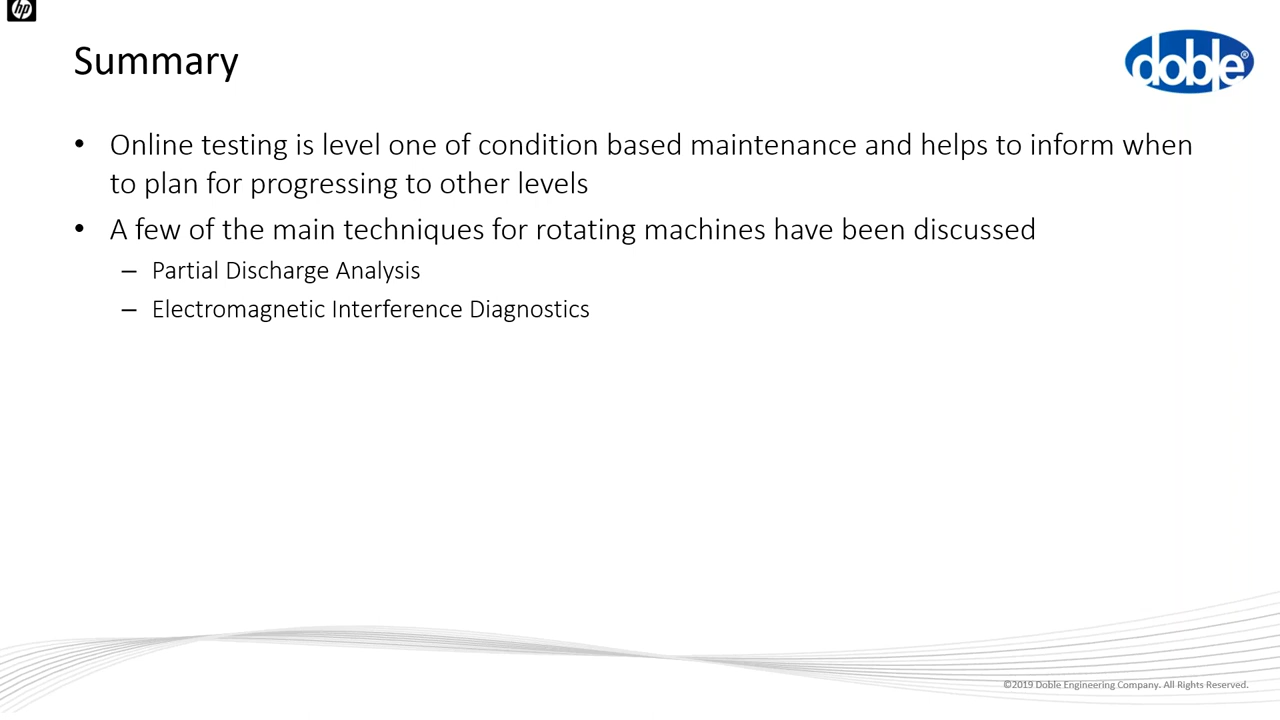 hp
Summary
doble®
• Online testing is level one of condition based maintenance and helps to inform when
to plan for progressing to other levels
• A few of the main techniques for rotating machines have been discussed
– Partial Discharge Analysis
– Electromagnetic Interference Diagnostics
©2019 Doble Engineering Company. All Rights Reserved.